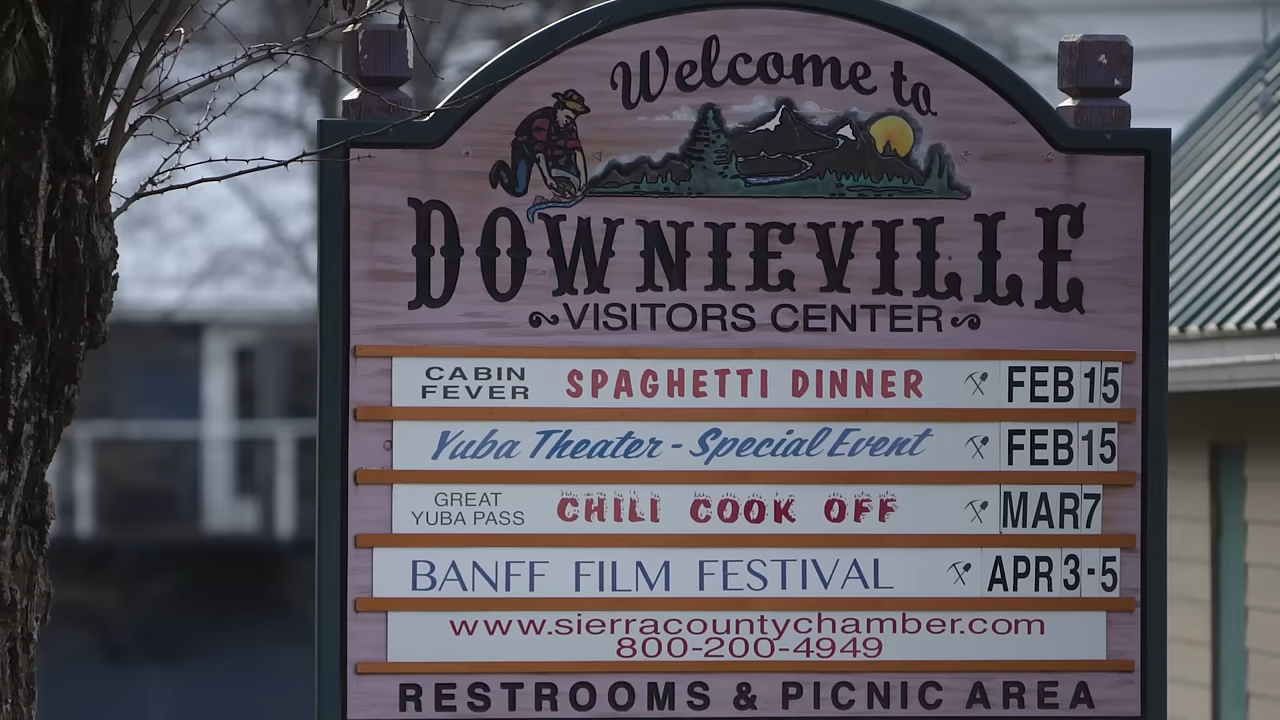 Welcome to
DOWNIEVILLE
~VISITORS CENTER~
CABIN FEVER SPAGHETTI DINNER FEB 15
Yuba Theater - Special Event FEB 15
GREAT YUBA PASS CHILI COOK OFF MAR 7
BANFF FILM FESTIVAL APR 3-5
www.sierracountychamber.com
800-200-4949
RESTROOMS & PICNIC AREA